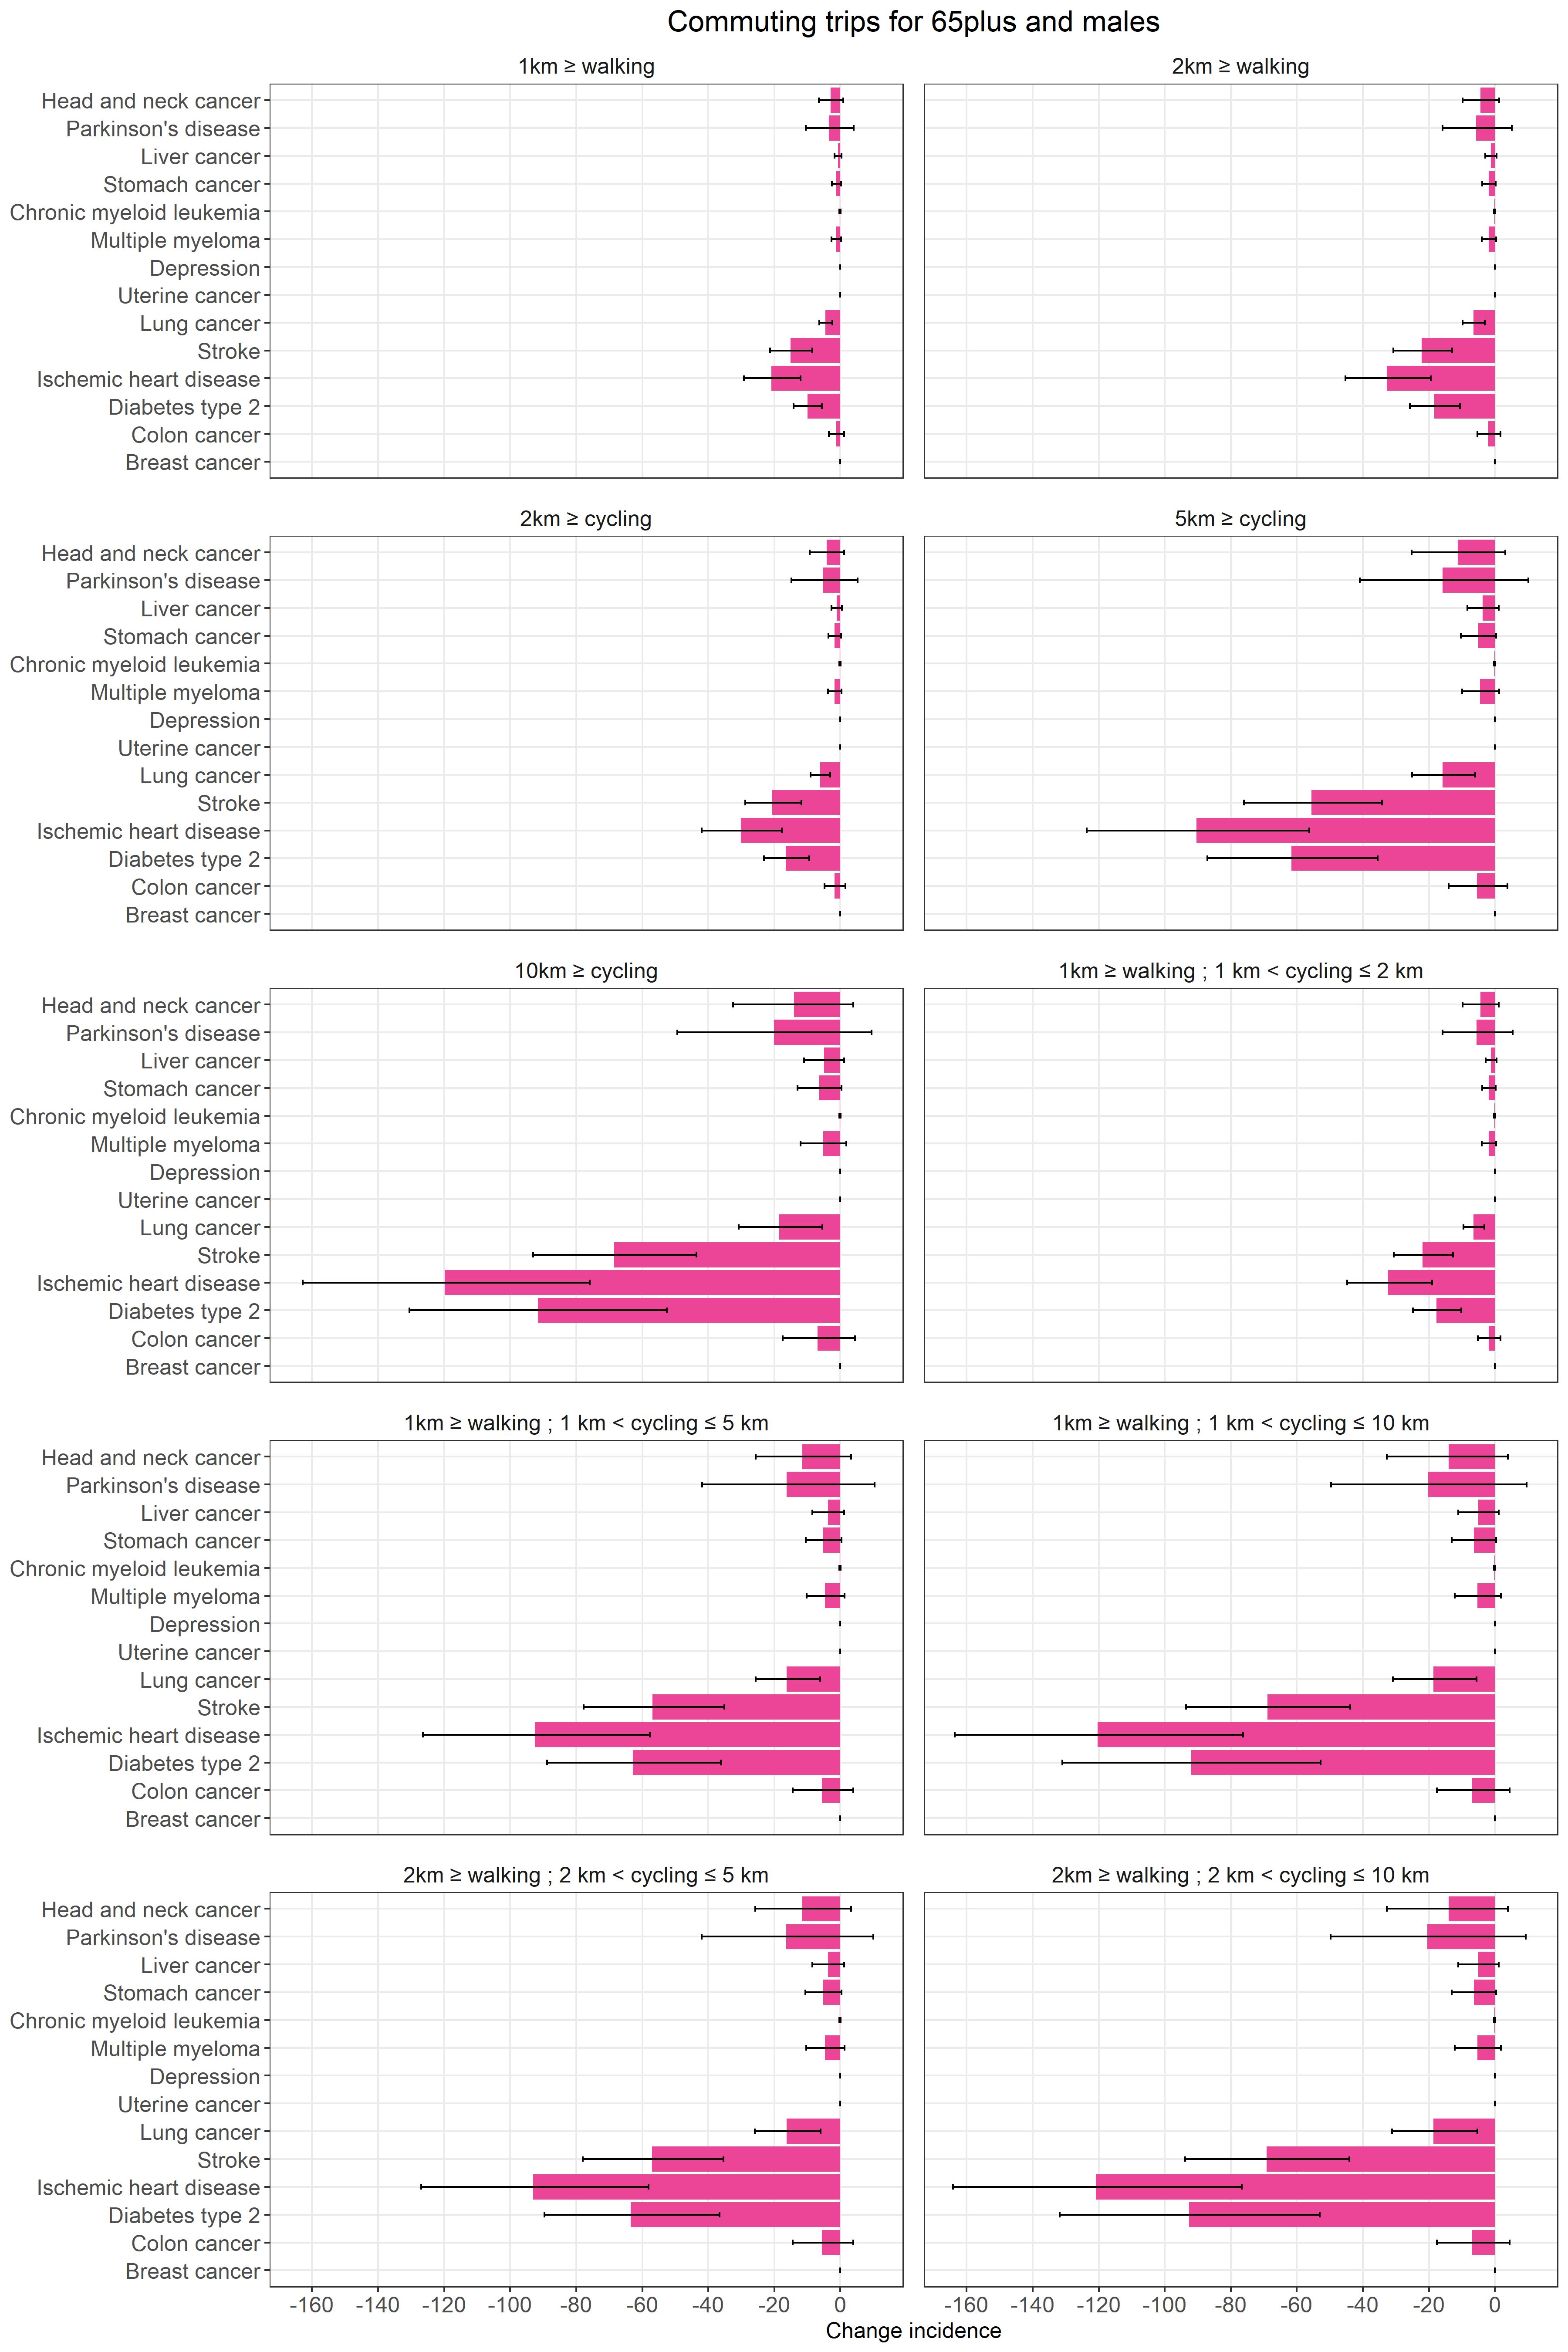 Commuting trips for 65plus and males
1km ≥ walking
2km ≥ walking
Head and neck cancer
Parkinson's disease
Liver cancer
Stomach cancer
Chronic myeloid leukemia
Multiple myeloma
Depression
Uterine cancer
Lung cancer
Stroke
Ischemic heart disease
Diabetes type 2
Colon cancer
Breast cancer
2km ≥ cycling
5km ≥ cycling
Head and neck cancer
Parkinson's disease
Liver cancer
Stomach cancer
Chronic myeloid leukemia
Multiple myeloma
Depression
Uterine cancer
Lung cancer
Stroke
Ischemic heart disease
Diabetes type 2
Colon cancer
Breast cancer
10km ≥ cycling
1km ≥ walking ; 1 km < cycling ≤ 2 km
Head and neck cancer
Parkinson's disease
Liver cancer
Stomach cancer
Chronic myeloid leukemia
Multiple myeloma
Depression
Uterine cancer
Lung cancer
Stroke
Ischemic heart disease
Diabetes type 2
Colon cancer
Breast cancer
1km ≥ walking ; 1 km < cycling ≤ 5 km
1km ≥ walking ; 1 km < cycling ≤ 10 km
Head and neck cancer
Parkinson's disease
Liver cancer
Stomach cancer
Chronic myeloid leukemia
Multiple myeloma
Depression
Uterine cancer
Lung cancer
Stroke
Ischemic heart disease
Diabetes type 2
Colon cancer
Breast cancer
2km ≥ walking ; 2 km < cycling ≤ 5 km
2km ≥ walking ; 2 km < cycling ≤ 10 km
Head and neck cancer
Parkinson's disease
Liver cancer
Stomach cancer
Chronic myeloid leukemia
Multiple myeloma
Depression
Uterine cancer
Lung cancer
Stroke
Ischemic heart disease
Diabetes type 2
Colon cancer
Breast cancer
-160 -140 -120 -100 -80 -60 -40 -20 0
-160 -140 -120 -100 -80 -60 -40 -20 0
Change incidence